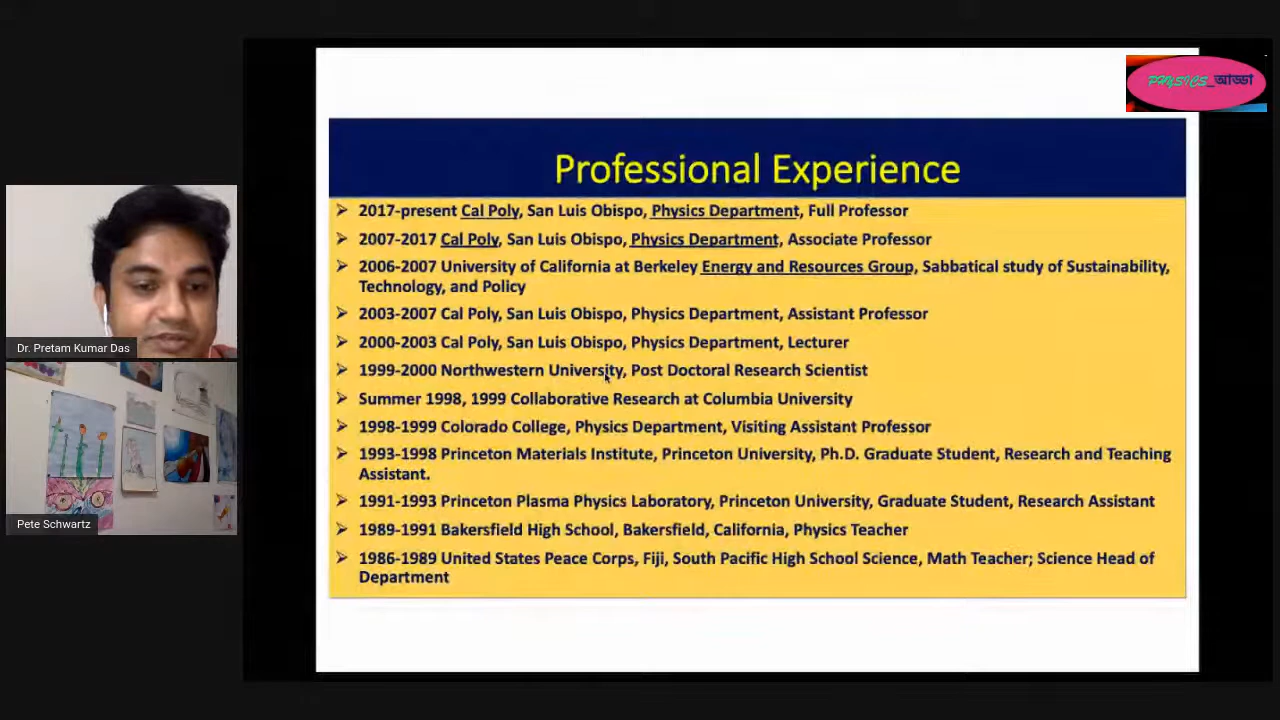 PHYSICS_আড্ডা
Professional Experience
➢ 2017-present Cal Poly, San Luis Obispo, Physics Department, Full Professor
➢ 2007-2017 Cal Poly, San Luis Obispo, Physics Department, Associate Professor
➢ 2006-2007 University of California at Berkeley Energy and Resources Group, Sabbatical study of Sustainability,
Technology, and Policy
➢ 2003-2007 Cal Poly, San Luis Obispo, Physics Department, Assistant Professor
➢ 2000-2003 Cal Poly, San Luis Obispo, Physics Department, Lecturer
➢ 1999-2000 Northwestern University, Post Doctoral Research Scientist
➢ Summer 1998, 1999 Collaborative Research at Columbia University
➢ 1998-1999 Colorado College, Physics Department, Visiting Assistant Professor
➢ 1993-1998 Princeton Materials Institute, Princeton University, Ph.D. Graduate Student, Research and Teaching
Assistant.
➢ 1991-1993 Princeton Plasma Physics Laboratory, Princeton University, Graduate Student, Research Assistant
➢ 1989-1991 Bakersfield High School, Bakersfield, California, Physics Teacher
➢ 1986-1989 United States Peace Corps, Fiji, South Pacific High School Science, Math Teacher; Science Head of
Department
Dr. Pretam Kumar Das
Pete Schwartz